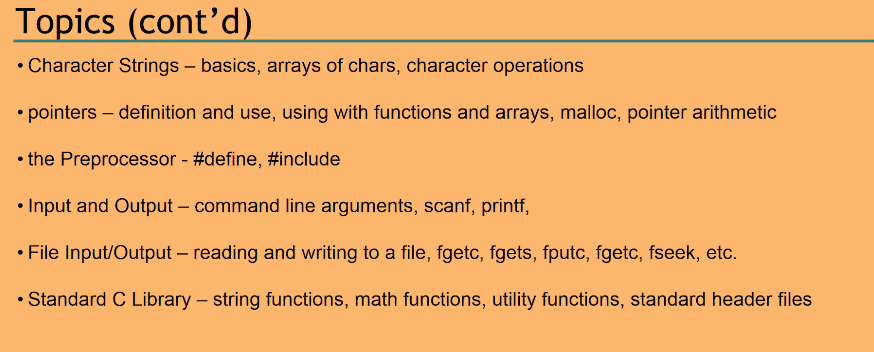 Topics (cont’d)
• Character Strings – basics, arrays of chars, character operations
• pointers – definition and use, using with functions and arrays, malloc, pointer arithmetic
• the Preprocessor - #define, #include
• Input and Output – command line arguments, scanf, printf,
• File Input/Output – reading and writing to a file, fgetc, fgets, fputc, fgetc, fseek, etc.
• Standard C Library – string functions, math functions, utility functions, standard header files